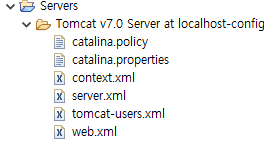 Servers
Tomcat v7.0 Server at localhost-config
catalina.policy
catalina.properties
context.xml
server.xml
tomcat-users.xml
web.xml